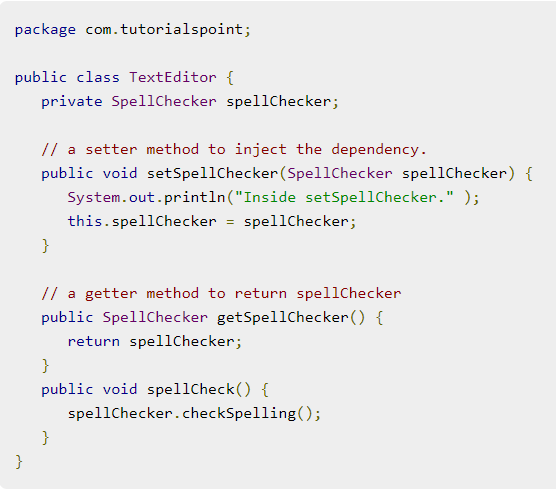 package com.tutorialspoint;
public class TextEditor {
private SpellChecker spellChecker;
// a setter method to inject the dependency.
public void setSpellChecker(SpellChecker spellChecker) {
System.out.println("Inside setSpellChecker." );
this.spellChecker = spellChecker;
}
// a getter method to return spellChecker
public SpellChecker getSpellChecker() {
return spellChecker;
}
public void spellCheck() {
spellChecker.checkSpelling();
}
}